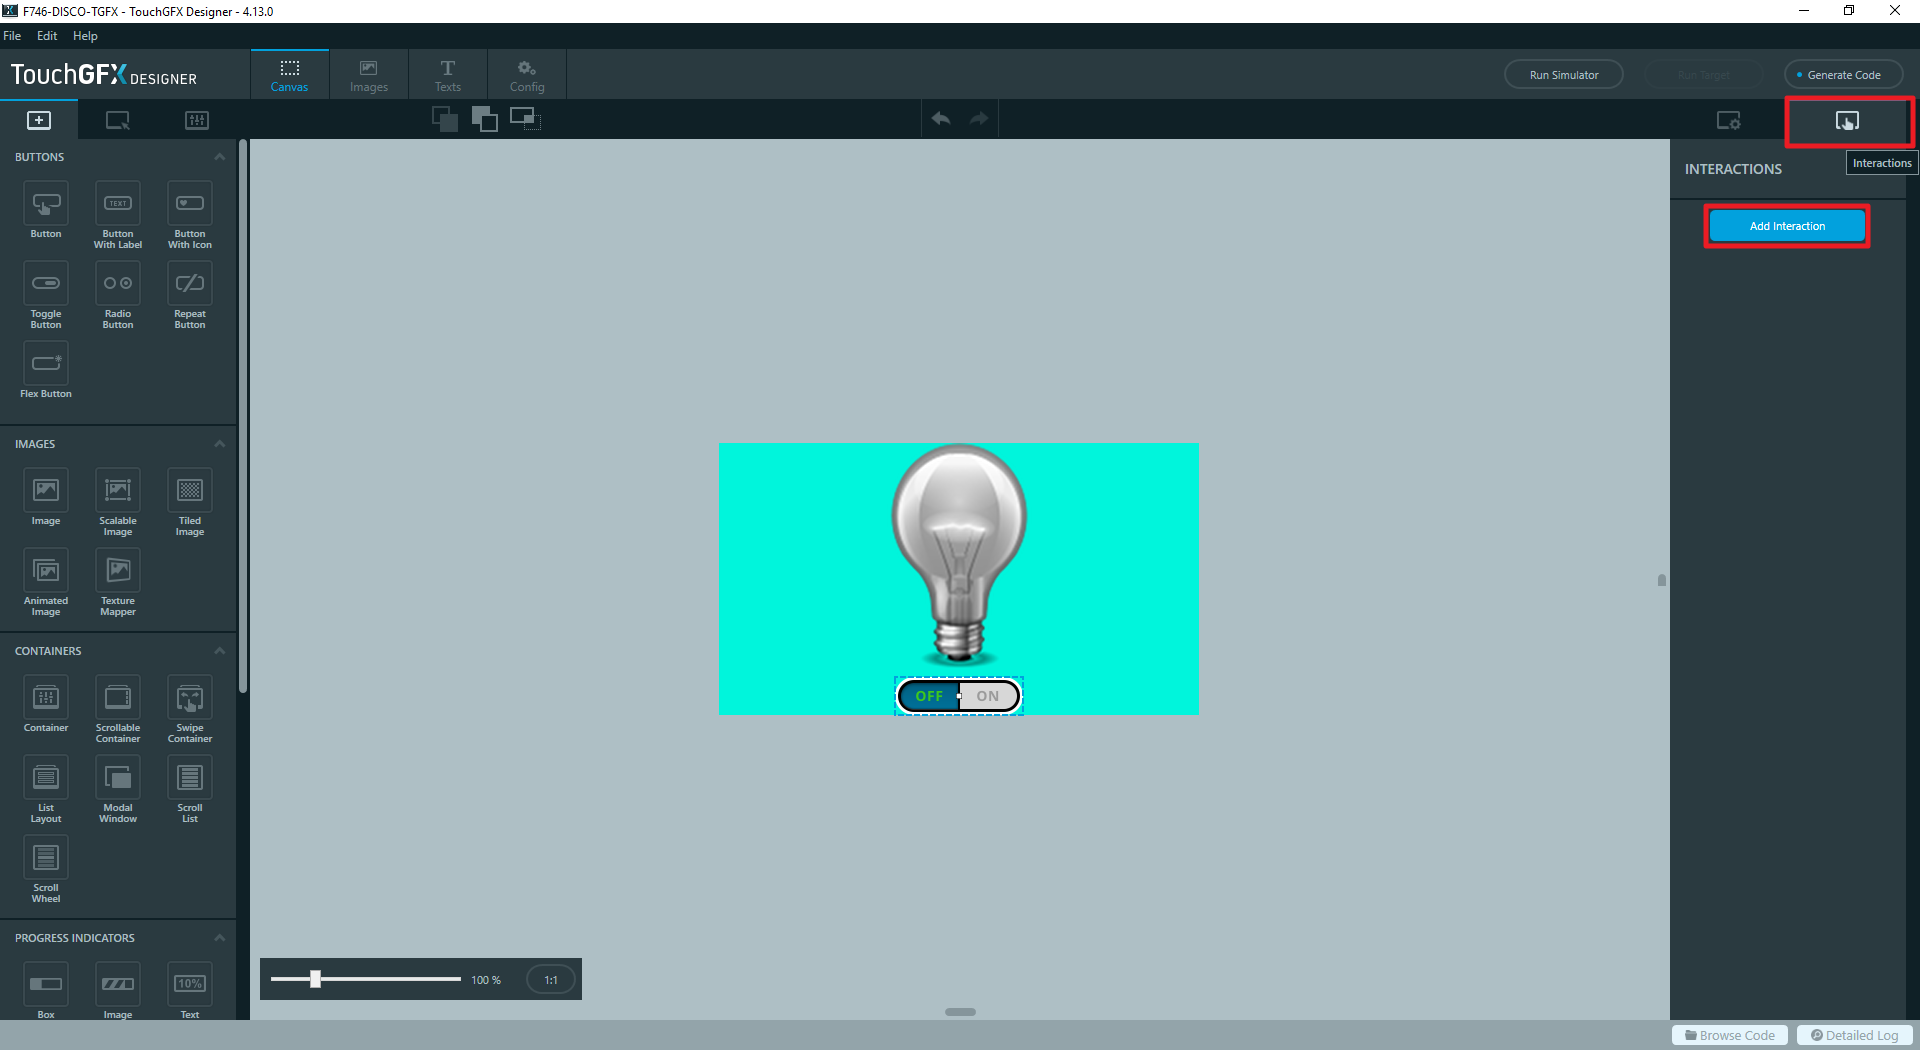 F746-DISCO-TGFX - TouchGFX Designer - 4.13.0
File Edit Help
TouchGFX DESIGNER
Canvas
Images
Texts
Config
Run Simulator
Run Target
Generate Code
Interactions
INTERACTIONS
Add Interaction
BUTTONS
Button
TEXT
Button
With Label
Button
With Icon
Toggle
Button
Radio
Button
Repeat
Button
Flex Button
IMAGES
Image
Scalable
Image
Tiled
Image
Animated
Image
Texture
Mapper
CONTAINERS
Container
Scrollable
Container
Swipe
Container
List
Layout
Modal
Window
Scroll
List
Scroll
Wheel
PROGRESS INDICATORS
Box
Image
10%
Text
OFF ON
100 %
1:1
Browse Code
Detailed Log